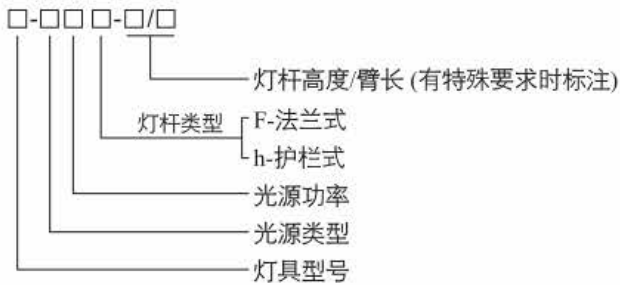 □-□□ □-□/□
灯杆高度/臂长 (有特殊要求时标注)
灯杆类型
F-法兰式
h-护栏式
光源功率
光源类型
灯具型号